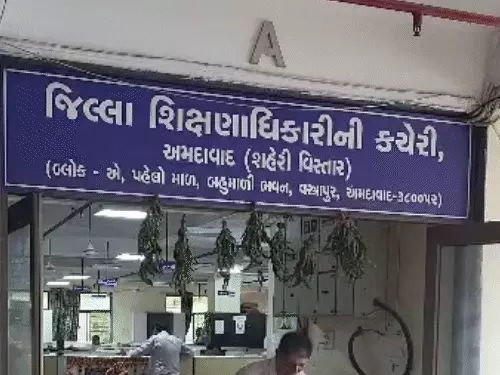 A
જિલ્લા શિક્ષણાધિકારીની કચેરી,
અમદાવાદ (શહેરી વિસ્તાર)
(બ્લોક - એ, પહેલો માળ, બહુમાળી ભવન, વસ્ત્રાપુર, અમદાવાદ-૩૮૦૦૫૨)